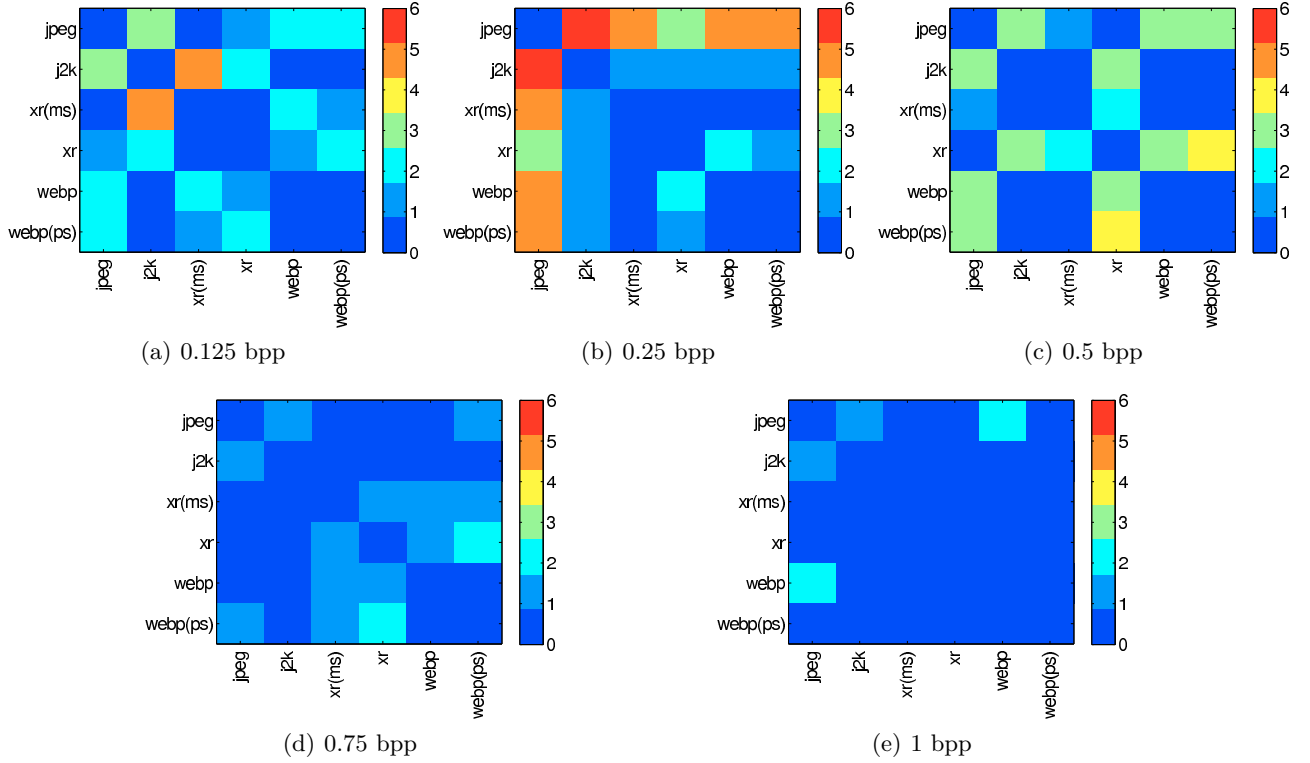 jpeg
j2k
xr(ms)
xr
webp
webp(ps)
jpeg
j2k
xr(ms)
xr
webp
webp(ps)
6
5
4
3
2
1
0
(a) 0.125 bpp
jpeg
j2k
xr(ms)
xr
webp
webp(ps)
jpeg
j2k
xr(ms)
xr
webp
webp(ps)
6
5
4
3
2
1
0
(b) 0.25 bpp
jpeg
j2k
xr(ms)
xr
webp
webp(ps)
jpeg
j2k
xr(ms)
xr
webp
webp(ps)
6
5
4
3
2
1
0
(c) 0.5 bpp
jpeg
j2k
xr(ms)
xr
webp
webp(ps)
jpeg
j2k
xr(ms)
xr
webp
webp(ps)
6
5
4
3
2
1
0
(d) 0.75 bpp
jpeg
j2k
xr(ms)
xr
webp
webp(ps)
jpeg
j2k
xr(ms)
xr
webp
webp(ps)
6
5
4
3
2
1
0
(e) 1 bpp